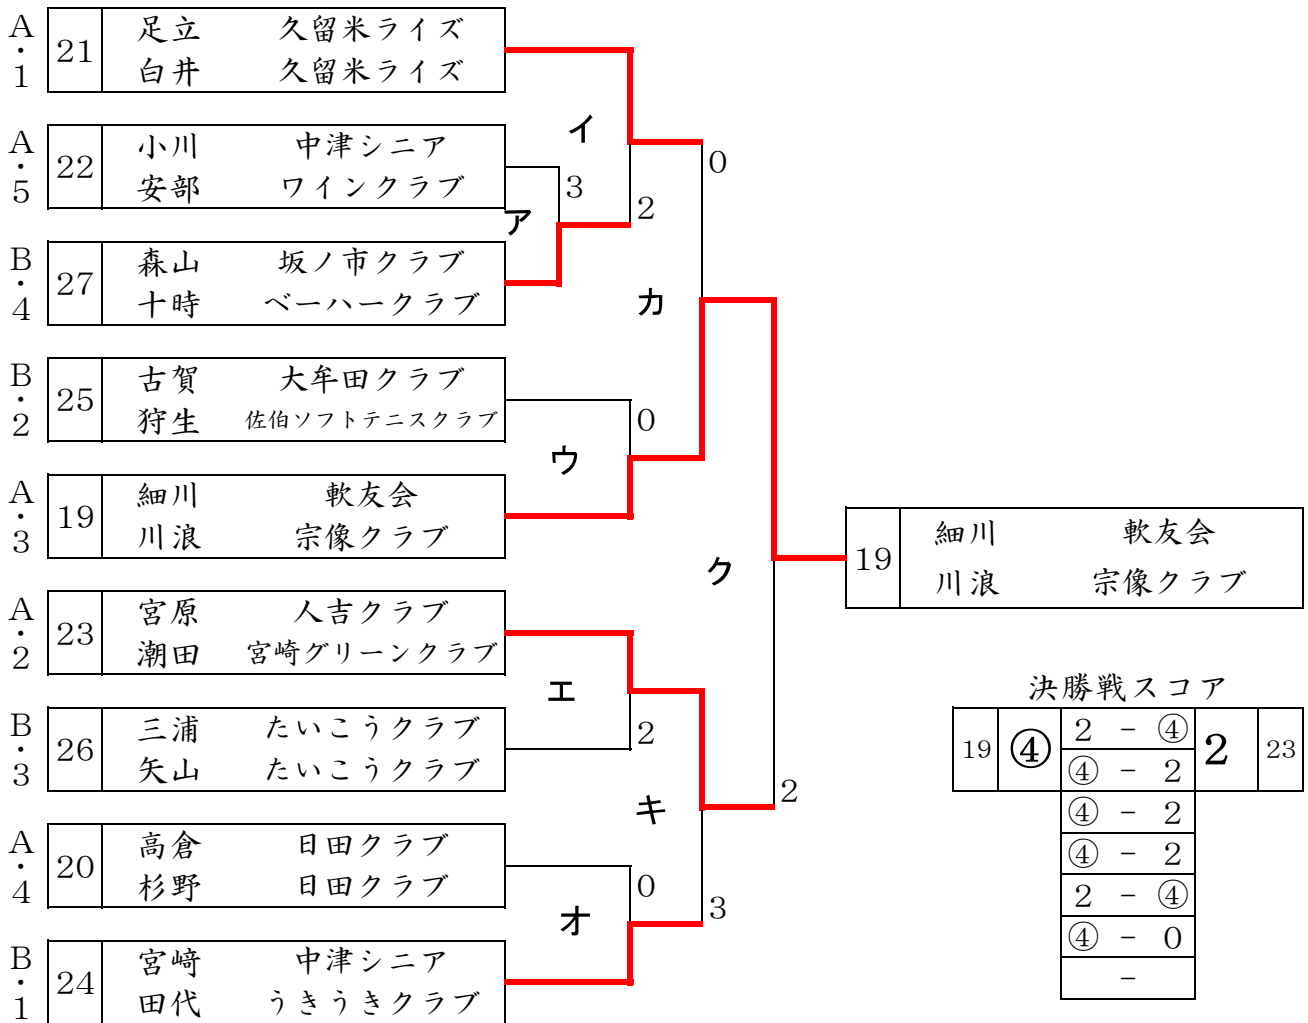 A・1 21 足立 久留米ライズ
白井 久留米ライズ
A・5 22 小川 中津シニア
安部 ワインクラブ
B・4 27 森山 坂ノ市クラブ
十時 ベーハークラブ
B・2 25 古賀 大牟田クラブ
狩生 佐伯ソフトテニスクラブ
A・3 19 細川 軟友会
川浪 宗像クラブ
A・2 23 宮原 人吉クラブ
潮田 宮崎グリーンクラブ
B・3 26 三浦 たいこうクラブ
矢山 たいこうクラブ
A・4 20 高倉 日田クラブ
杉野 日田クラブ
B・1 24 宮﨑 中津シニア
田代 うきうきクラブ
ア
3
イ
2
0
カ
ウ
0
エ
2
キ
オ
0
3
ク
2
19 細川 軟友会
川浪 宗像クラブ
決勝戦スコア
19 ④ 2 23
2 - ④
④ - 2
④ - 2
④ - 2
2 - ④
④ - 0
-